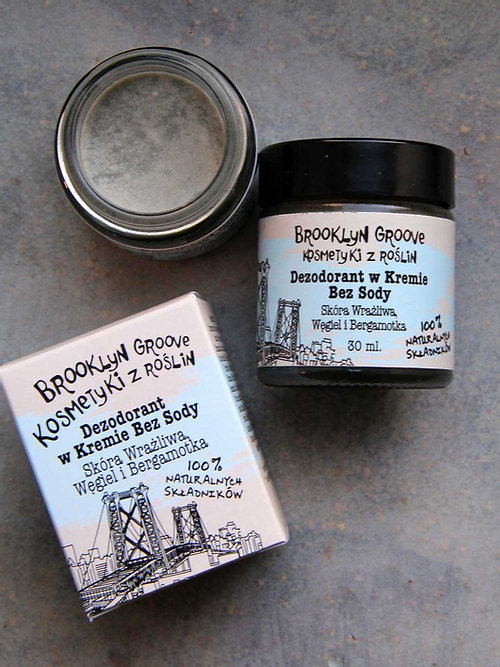 BROOKLYN GROOVE
KOSMETYKI Z ROŚLIN
Dezodorant w Kremie
Bez Sody
Skóra Wrażliwa,
Węgiel i Bergamotka
30 ml.
100%
NATURALNYCH
SKŁADNIKÓW
BROOKLYN GROOVE
KOSMETYKI Z ROŚLIN
Dezodorant
w Kremie Bez Sody
Skóra Wrażliwa,
Węgiel i Bergamotka
100%
NATURALNYCH
SKŁADNIKÓW